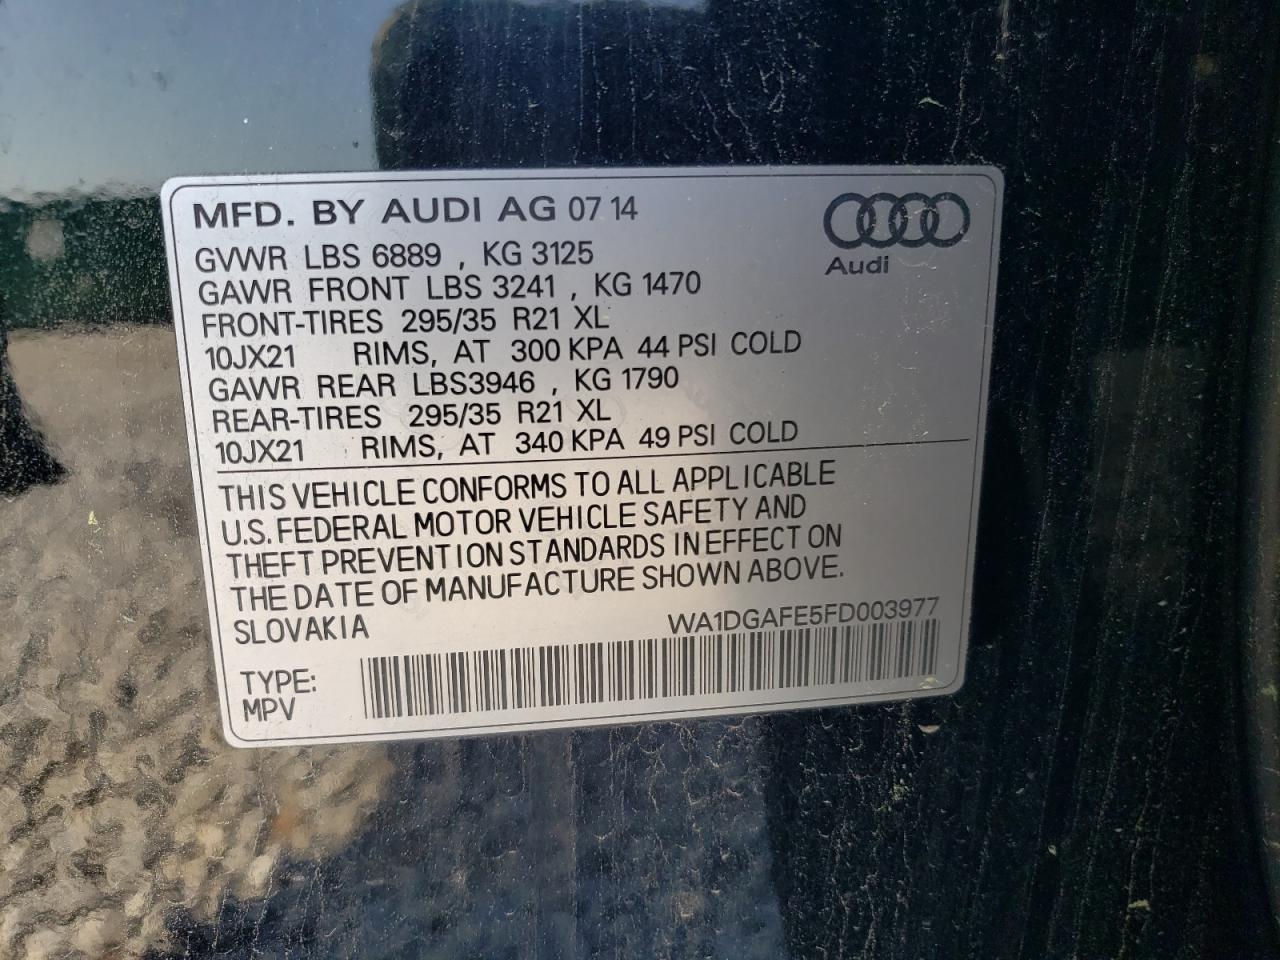 MFD. BY AUDI AG 07 14
Audi
GVWR LBS 6889 , KG 3125
GAWR FRONT LBS 3241 , KG 1470
FRONT-TIRES 295/35 R21 XL
10JX21 RIMS, AT 300 KPA 44 PSI COLD
GAWR REAR LBS3946 , KG 1790
REAR-TIRES 295/35 R21 XL
10JX21 RIMS, AT 340 KPA 49 PSI COLD
THIS VEHICLE CONFORMS TO ALL APPLICABLE
U.S. FEDERAL MOTOR VEHICLE SAFETY AND
THEFT PREVENTION STANDARDS IN EFFECT ON
THE DATE OF MANUFACTURE SHOWN ABOVE.
SLOVAKIA WA1DGAFE5FD003977
TYPE:
MPV